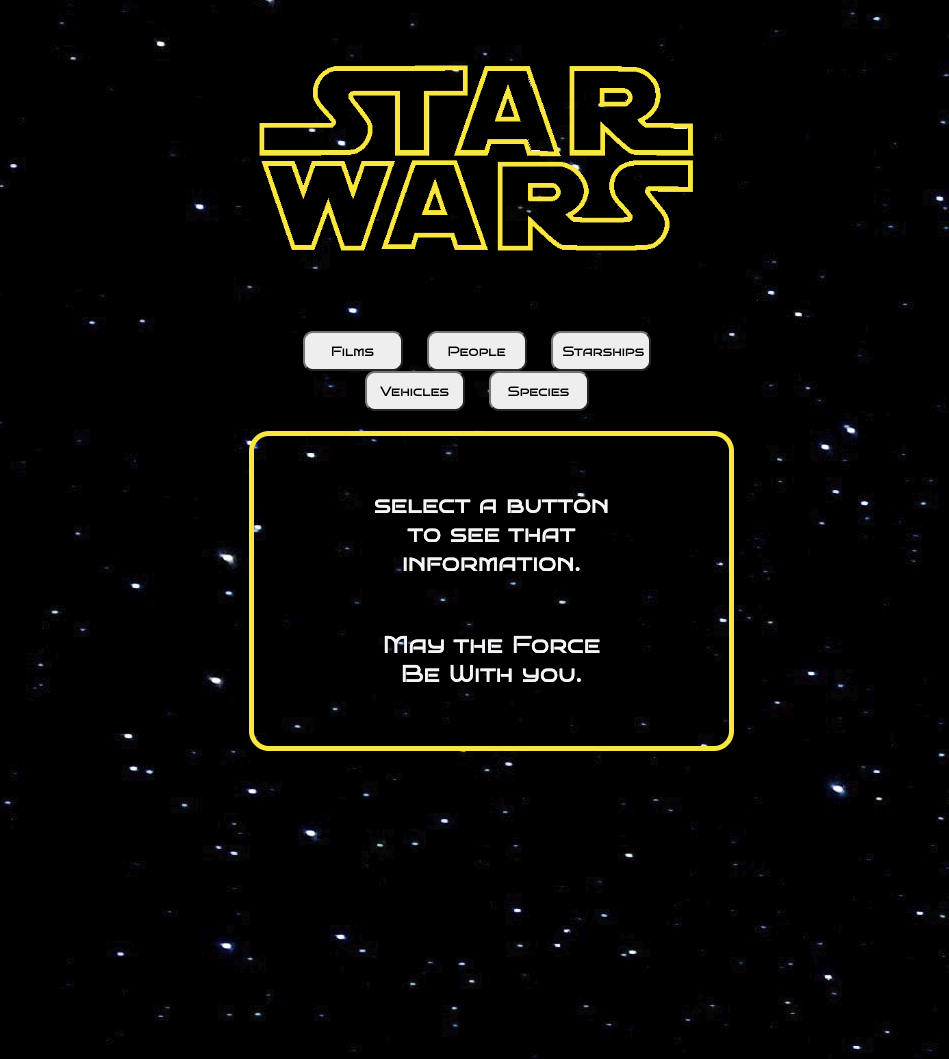 STAR
WARS
Films People Starships
Vehicles Species
SELECT A BUTTON
TO SEE THAT
INFORMATION.
May the Force
Be With you.